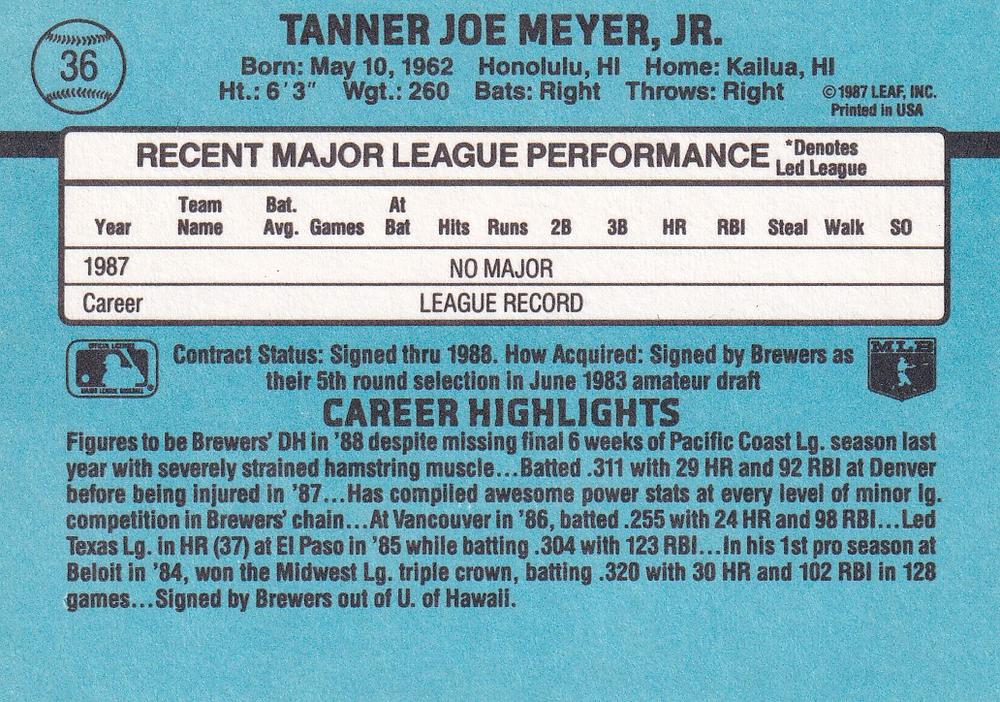 36
TANNER JOE MEYER, JR.
Born: May 10, 1962 Honolulu, HI Home: Kailua, HI
Ht.: 6'3" Wgt.: 260 Bats: Right Throws: Right
©1987 LEAF, INC.
Printed in USA
RECENT MAJOR LEAGUE PERFORMANCE *Denotes Led League
Year Team Name Bat. Avg. Games At Bat Hits Runs 2B 3B HR RBI Steal Walk SO
1987 NO MAJOR
Career LEAGUE RECORD
OFFICIAL LICENSEE
MAJOR LEAGUE BASEBALL
Contract Status: Signed thru 1988. How Acquired: Signed by Brewers as
their 5th round selection in June 1983 amateur draft
MLB
CAREER HIGHLIGHTS
Figures to be Brewers' DH in '88 despite missing final 6 weeks of Pacific Coast Lg. season last
year with severely strained hamstring muscle...Batted .311 with 29 HR and 92 RBI at Denver
before being injured in '87...Has compiled awesome power stats at every level of minor lg.
competition in Brewers' chain...At Vancouver in '86, batted .255 with 24 HR and 98 RBI...Led
Texas Lg. in HR (37) at El Paso in '85 while batting .304 with 123 RBI...In his 1st pro season at
Beloit in '84, won the Midwest Lg. triple crown, batting .320 with 30 HR and 102 RBI in 128
games...Signed by Brewers out of U. of Hawaii.